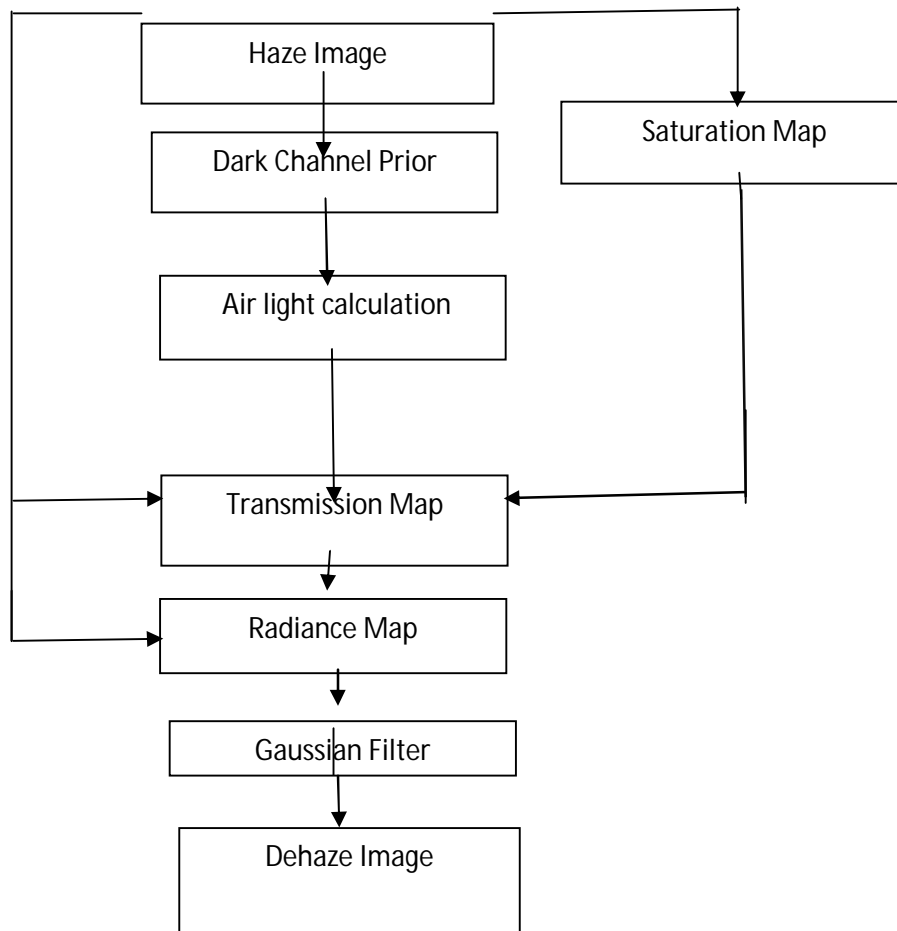 Haze Image
Saturation Map
Dark Channel Prior
Air light calculation
Transmission Map
Radiance Map
Gaussian Filter
Dehaze Image